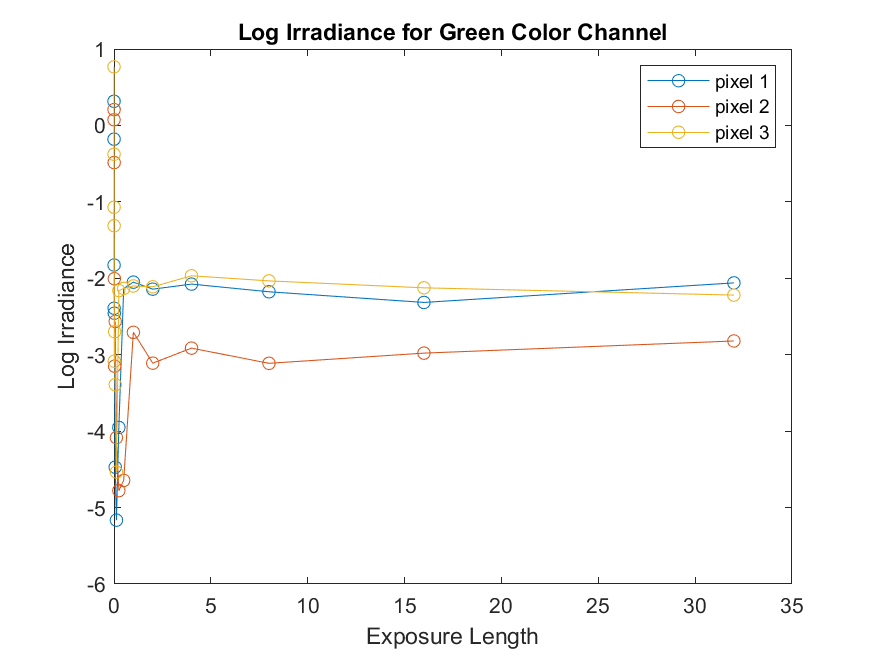 Log Irradiance for Green Color Channel
pixel 1
pixel 2
pixel 3
Log Irradiance
1
0
-1
-2
-3
-4
-5
-6
0 5 10 15 20 25 30 35
Exposure Length